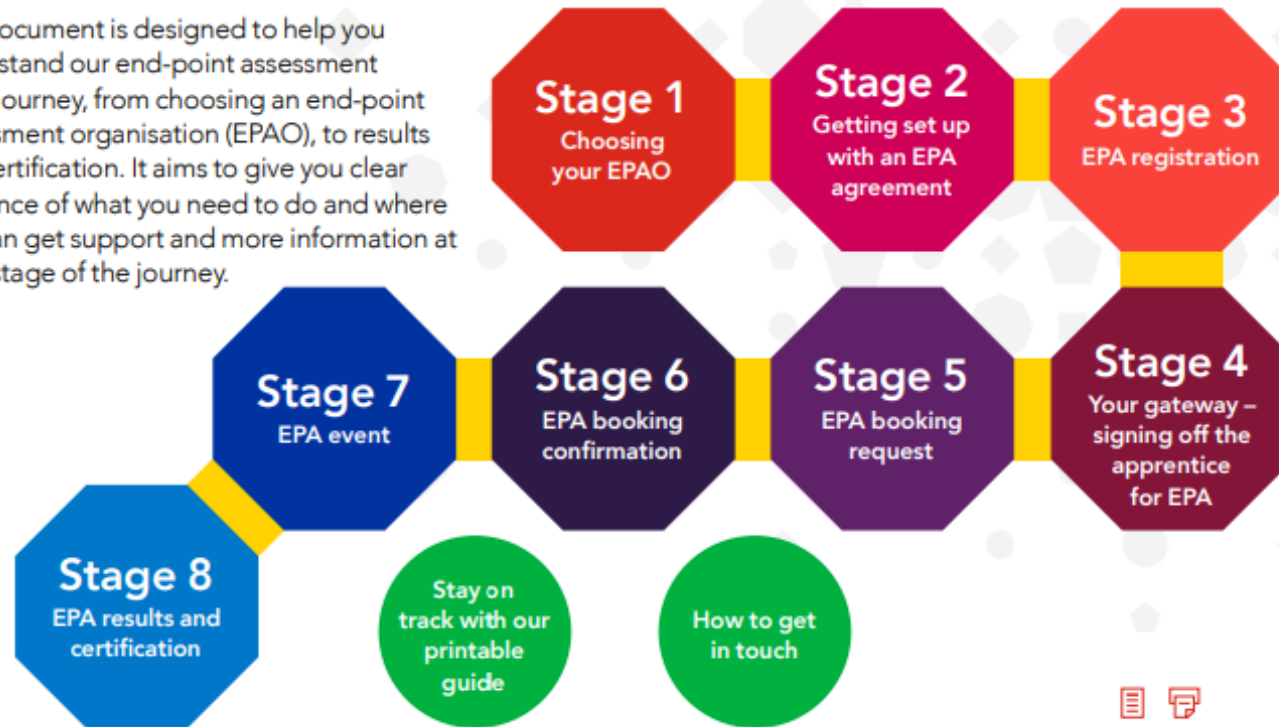 ocument is designed to help you
stand our end-point assessment
ourney, from choosing an end-point
sment organisation (EPAO), to results
ertification. It aims to give you clear
nce of what you need to do and where
n get support and more information at
stage of the journey.
Stage 1
Choosing
your EPAO
Stage 2
Getting set up
with an EPA
agreement
Stage 3
EPA registration
Stage 4
Your gateway –
signing off the
apprentice
for EPA
Stage 5
EPA booking
request
Stage 6
EPA booking
confirmation
Stage 7
EPA event
Stage 8
EPA results and
certification
Stay on
track with our
printable
guide
How to get
in touch